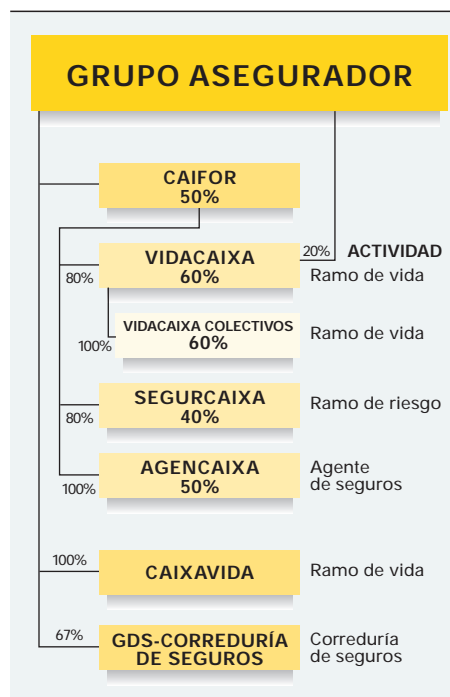 GRUPO ASEGURADOR
CAIFOR
50%
20% ACTIVIDAD
VIDACAIXA
60%
80%
Ramo de vida
VIDACAIXA COLECTIVOS
60%
100%
Ramo de vida
SEGURCAIXA
40%
80%
Ramo de riesgo
AGENCAIXA
50%
100%
Agente
de seguros
100%
CAIXAVIDA
Ramo de vida
67%
GDS-CORREDURÍA
DE SEGUROS
Correduría
de seguros